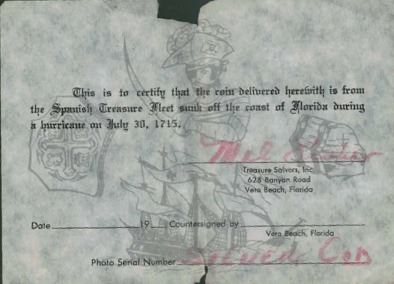 This is to certify that the coin delivered herewith is from
the Spanish Treasure Fleet sunk off the coast of Florida during
a hurricane on July 30, 1715.
Mel Fisher
Treasure Salvors, Inc.
628 Banyan Road
Vero Beach, Florida
Date 19 Countersigned by
Vero Beach, Florida
Photo Serial Number